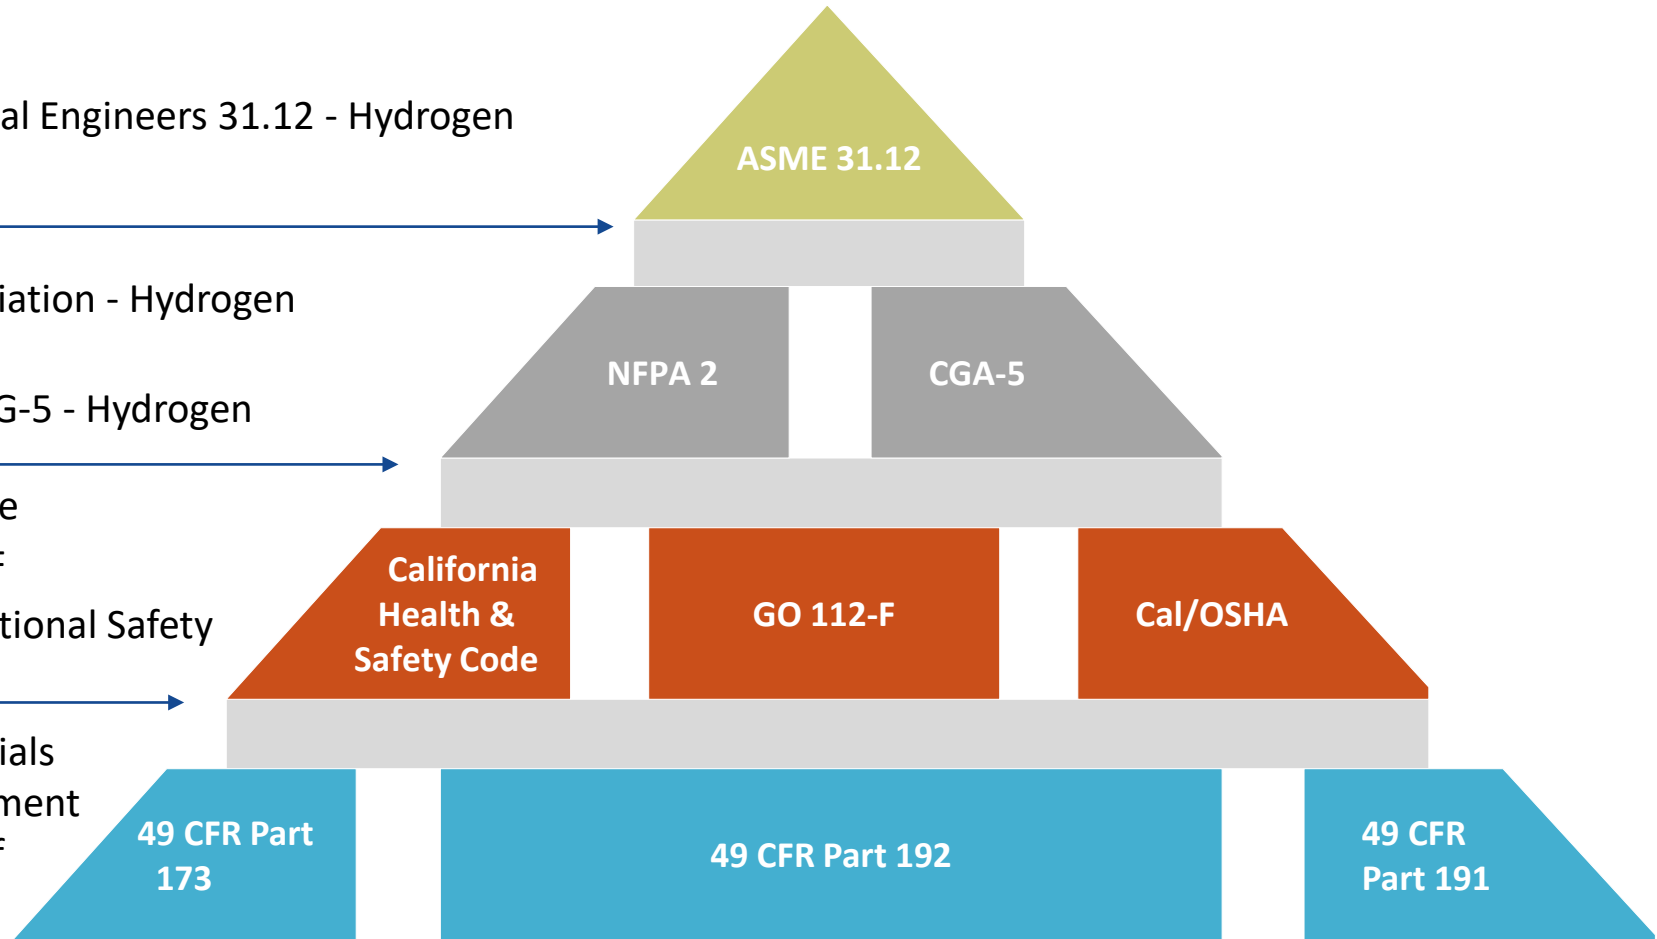 al Engineers 31.12 - Hydrogen
ASME 31.12
iation - Hydrogen
NFPA 2
CGA-5
G-5 - Hydrogen
e
California
Health &
Safety Code
GO 112-F
Cal/OSHA
tional Safety
ials
ment
49 CFR Part
173
49 CFR Part 192
49 CFR
Part 191